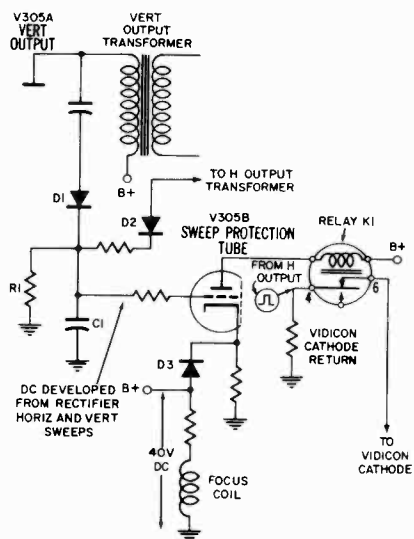 V305A
VERT
OUTPUT
VERT
OUTPUT
TRANSFORMER
B+
TO H OUTPUT
TRANSFORMER
D1
D2
V305B
SWEEP PROTECTION
TUBE
RELAY K1
B+
FROM H
OUTPUT
4
6
R1
C1
VIDICON
CATHODE
RETURN
D3
DC DEVELOPED
FROM RECTIFIER
HORIZ AND VERT
SWEEPS
B+
40V
DC
FOCUS
COIL
TO
VIDICON
CATHODE